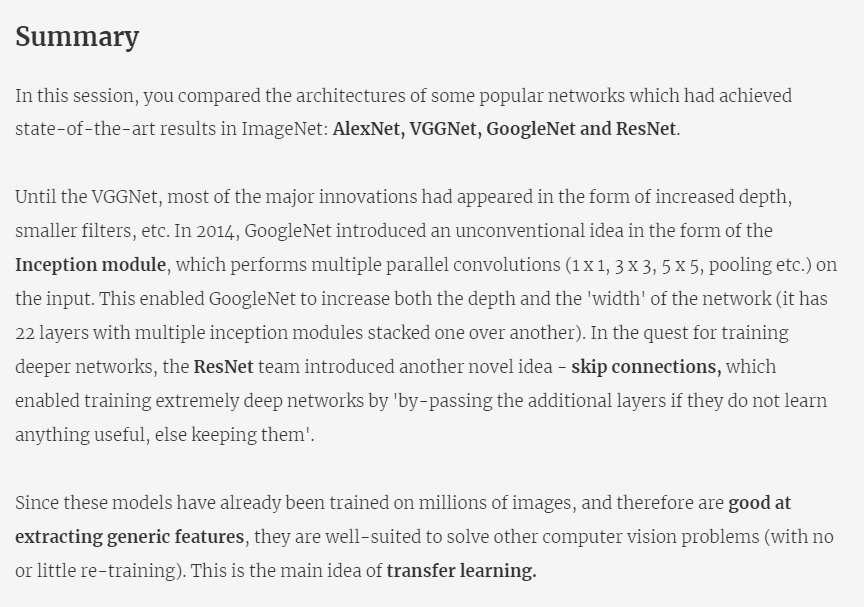 Summary
In this session, you compared the architectures of some popular networks which had achieved
state-of-the-art results in ImageNet: AlexNet, VGGNet, GoogleNet and ResNet.
Until the VGGNet, most of the major innovations had appeared in the form of increased depth,
smaller filters, etc. In 2014, GoogleNet introduced an unconventional idea in the form of the
Inception module, which performs multiple parallel convolutions (1 x 1, 3 x 3, 5 x 5, pooling etc.) on
the input. This enabled GoogleNet to increase both the depth and the 'width' of the network (it has
22 layers with multiple inception modules stacked one over another). In the quest for training
deeper networks, the ResNet team introduced another novel idea - skip connections, which
enabled training extremely deep networks by 'by-passing the additional layers if they do not learn
anything useful, else keeping them'.
Since these models have already been trained on millions of images, and therefore are good at
extracting generic features, they are well-suited to solve other computer vision problems (with no
or little re-training). This is the main idea of transfer learning.